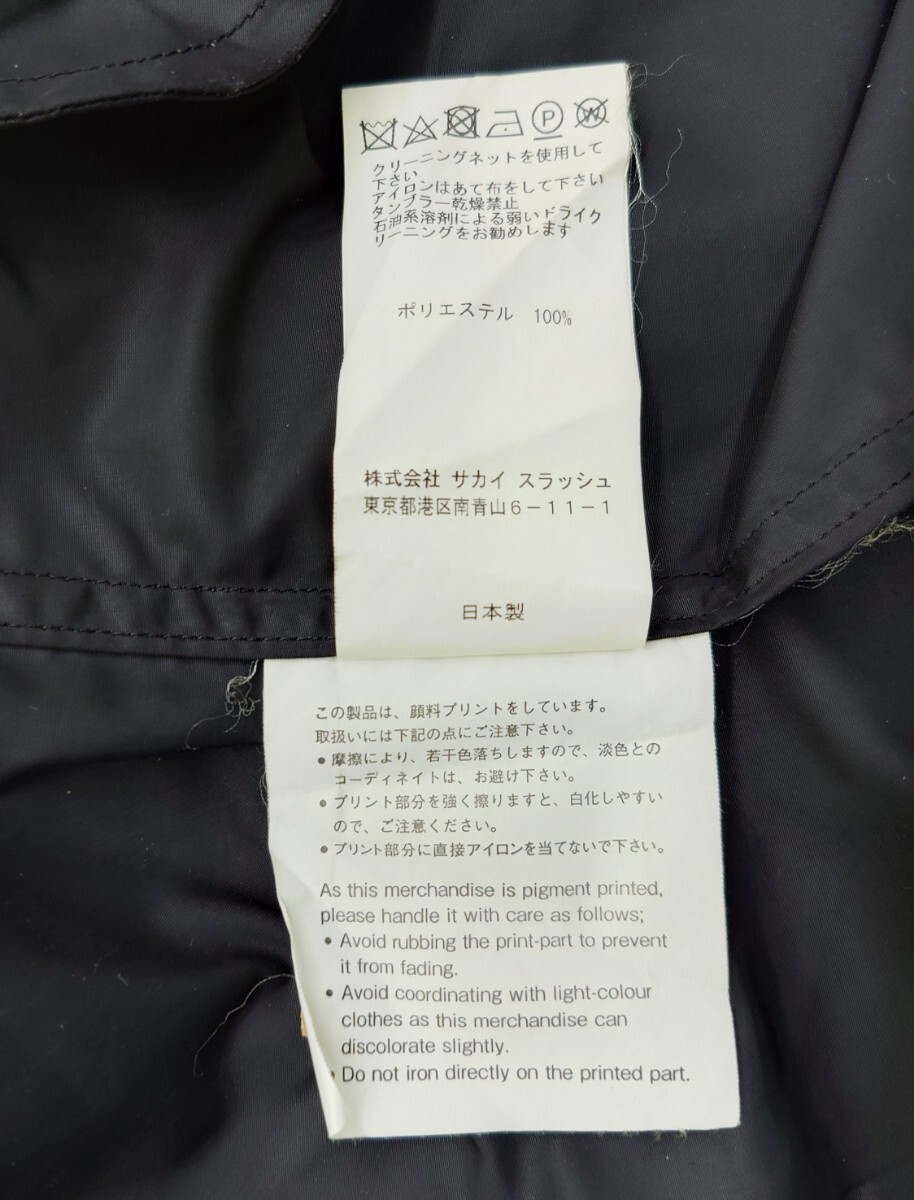 P W
クリーニングネットを使用して
下さい
アイロンはあて布をして下さい
タンブラー乾燥禁止
石油系溶剤による弱いドライク
リーニングをお勧めします
ポリエステル 100%
株式会社 サカイ スラッシュ
東京都港区南青山6-11-1
日本製
この製品は、顔料プリントをしています。
取扱いには下記の点にご注意下さい。
● 摩擦により、若干色落ちしますので、淡色との
コーディネイトは、お避け下さい。
● プリント部分を強く擦りますと、白化しやすい
ので、ご注意ください。
● プリント部分に直接アイロンを当てないで下さい。
As this merchandise is pigment printed,
please handle it with care as follows;
• Avoid rubbing the print-part to prevent
it from fading.
• Avoid coordinating with light-colour
clothes as this merchandise can
discolorate slightly.
• Do not iron directly on the printed part.